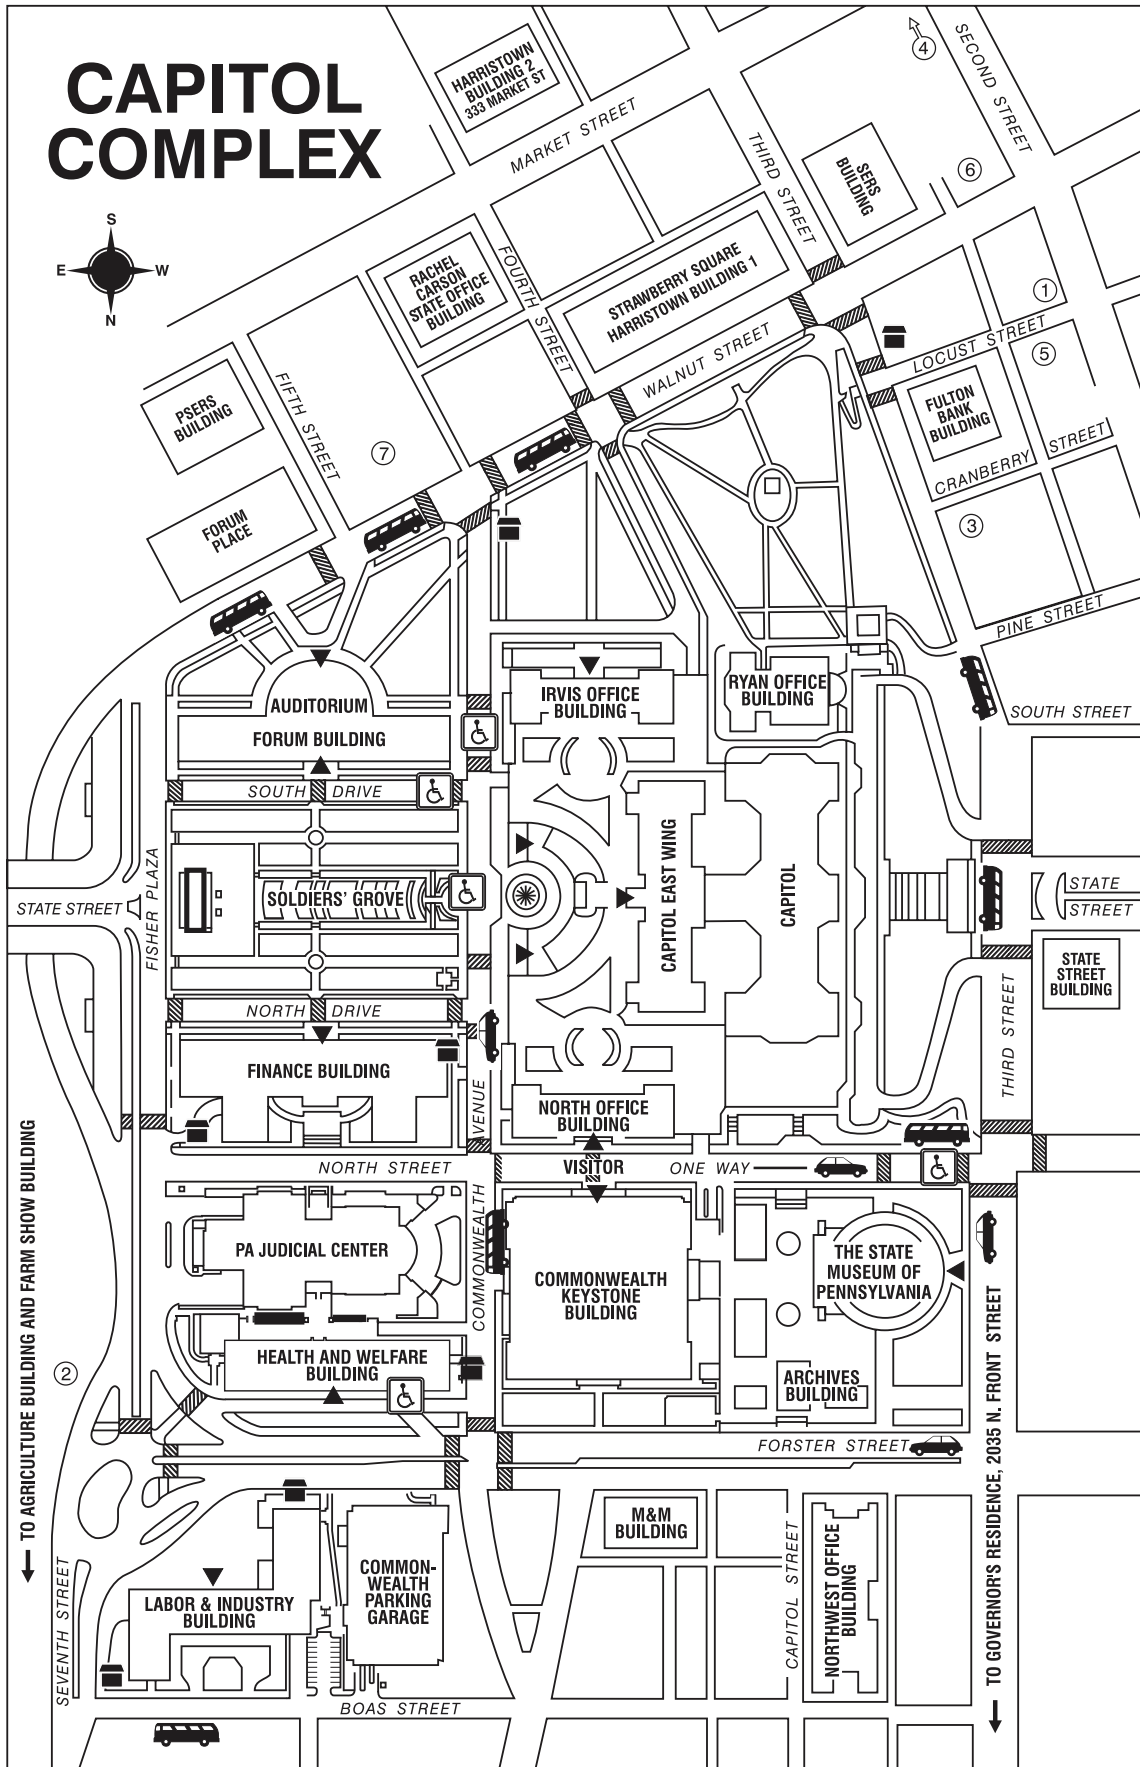 CAPITOL
COMPLEX
S
E
W
N
HARRISTOWN
BUILDING 2
333 MARKET ST
MARKET STREET
4
SECOND STREET
THIRD STREET
SERS
BUILDING
6
RACHEL
CARSON
STATE OFFICE
BUILDING
FOURTH STREET
STRAWBERRY SQUARE
HARRISTOWN BUILDING 1
WALNUT STREET
1
LOCUST STREET
5
FULTON
BANK
BUILDING
CRANBERRY STREET
3
PINE STREET
PSERS
BUILDING
FIFTH STREET
7
FORUM
PLACE
AUDITORIUM
FORUM BUILDING
IRVIS OFFICE
BUILDING
RYAN OFFICE
BUILDING
SOUTH STREET
SOUTH DRIVE
FISHER PLAZA
STATE STREET
SOLDIERS' GROVE
CAPITOL EAST WING
CAPITOL
STATE
STREET
STATE
STREET
BUILDING
NORTH DRIVE
THIRD STREET
FINANCE BUILDING
NORTH OFFICE
BUILDING
COMMONWEALTH AVENUE
NORTH STREET
VISITOR
ONE WAY
PA JUDICIAL CENTER
COMMONWEALTH
KEYSTONE
BUILDING
THE STATE
MUSEUM OF
PENNSYLVANIA
HEALTH AND WELFARE
BUILDING
ARCHIVES
BUILDING
2
TO AGRICULTURE BUILDING AND FARM SHOW BUILDING
FORSTER STREET
TO GOVERNOR'S RESIDENCE, 2035 N. FRONT STREET
M&M
BUILDING
CAPITOL STREET
NORTHWEST OFFICE
BUILDING
COMMON-
WEALTH
PARKING
GARAGE
LABOR & INDUSTRY
BUILDING
SEVENTH STREET
BOAS STREET